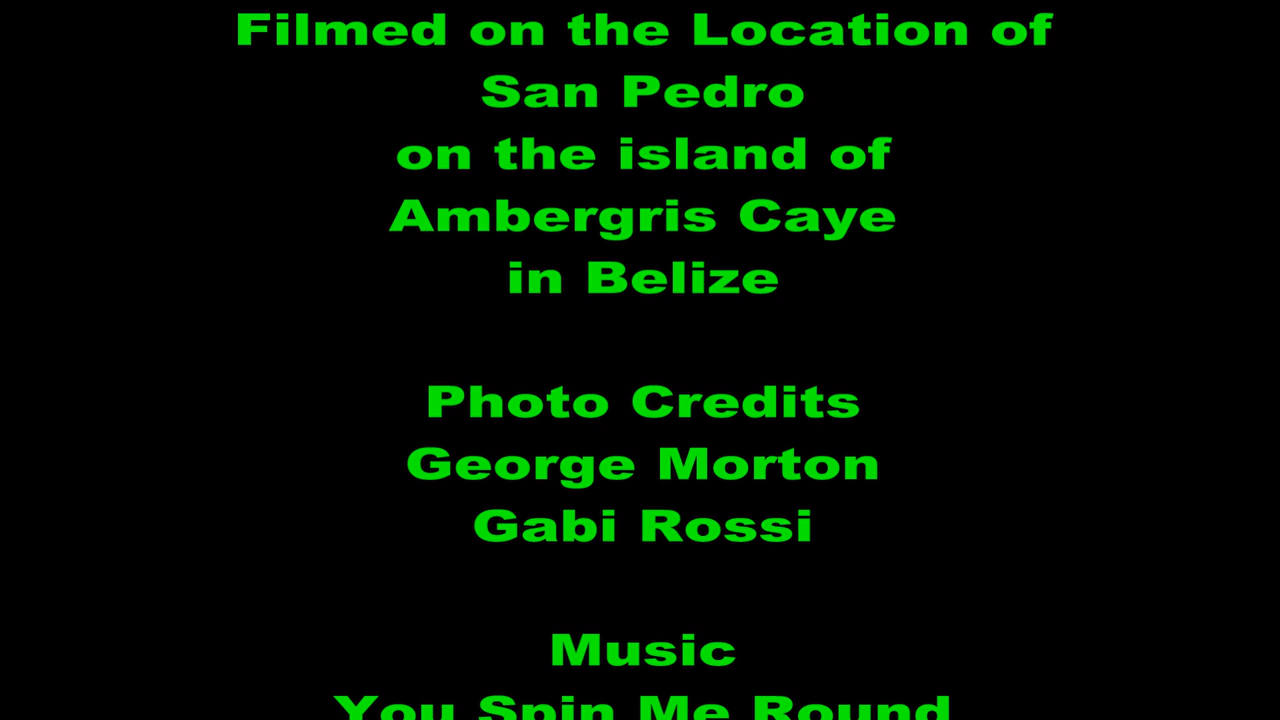 Filmed on the Location of
San Pedro
on the island of
Ambergris Caye
in Belize
Photo Credits
George Morton
Gabi Rossi
Music
You Spin Me Round